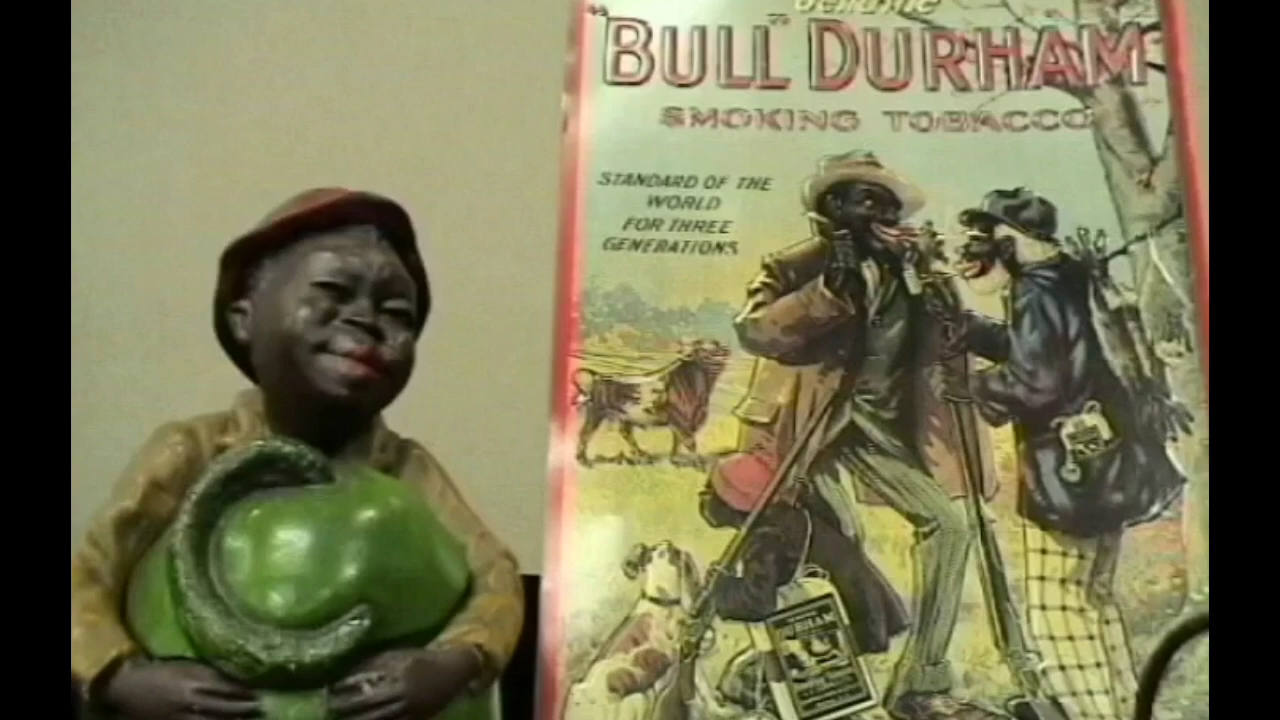 "BULL" DURHAM
SMOKING TOBACCO
STANDARD OF THE
WORLD
FOR THREE
GENERATIONS